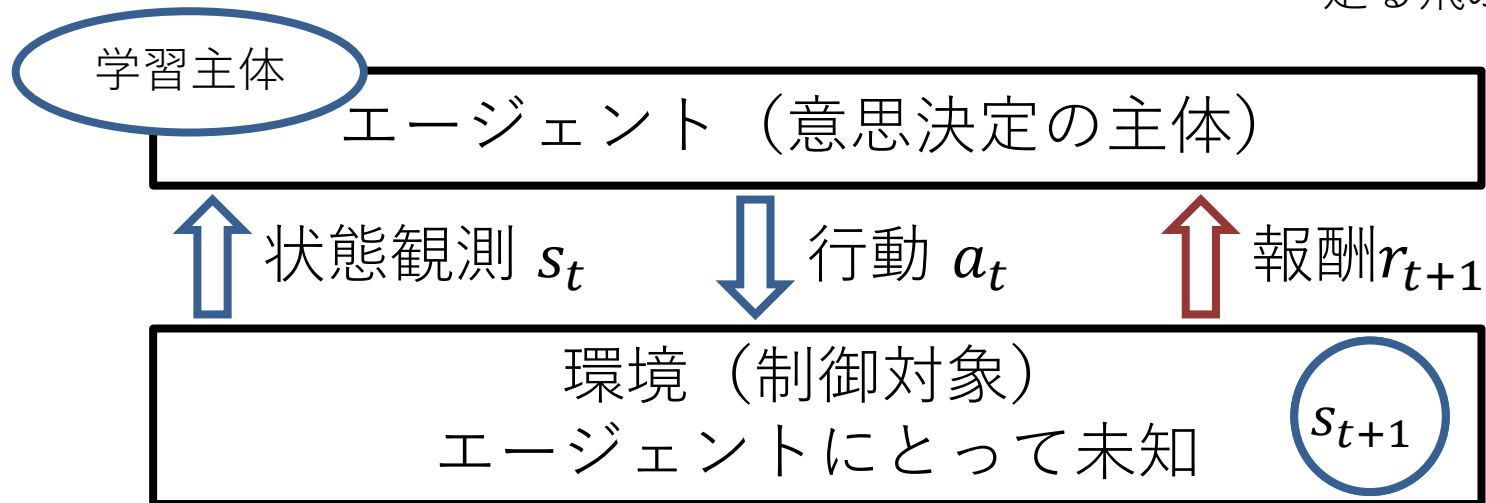 学習主体
エージェント（意思決定の主体）
状態観測 s_t
行動 a_t
報酬r_{t+1}
環境（制御対象）
エージェントにとって未知
s_{t+1}